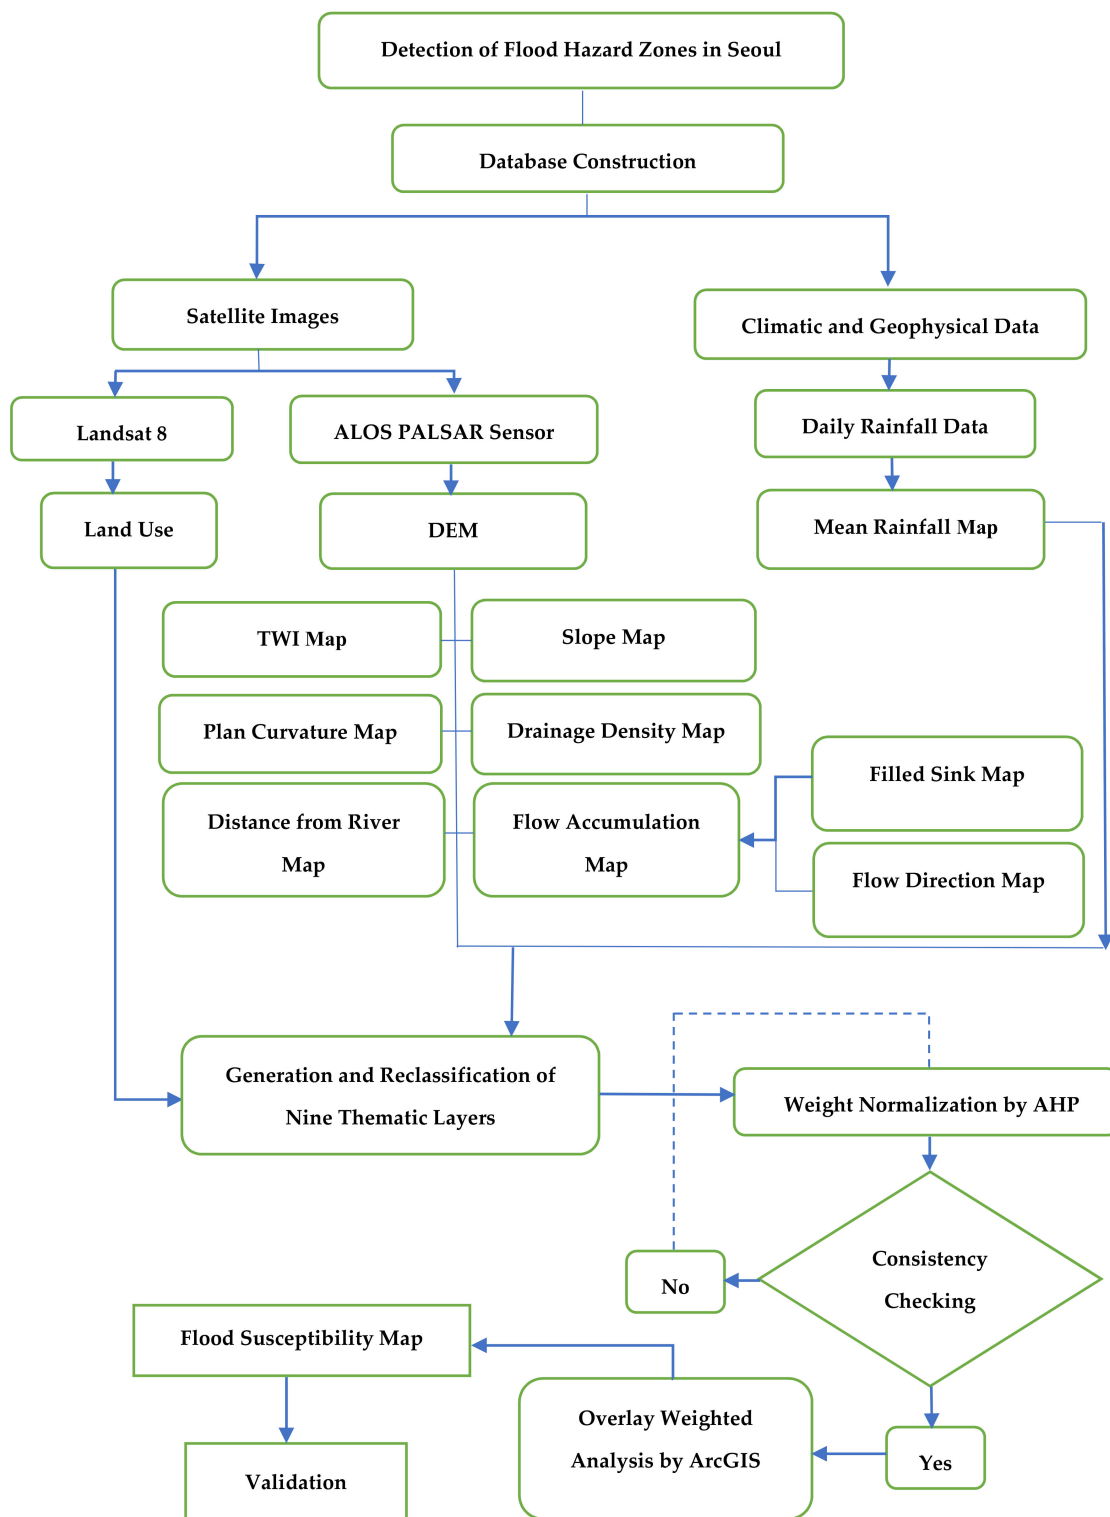 Detection of Flood Hazard Zones in Seoul
Database Construction
Satellite Images
Climatic and Geophysical Data
Landsat 8
ALOS PALSAR Sensor
Daily Rainfall Data
Land Use
DEM
Mean Rainfall Map
TWI Map
Slope Map
Plan Curvature Map
Drainage Density Map
Distance from River
Map
Flow Accumulation
Map
Filled Sink Map
Flow Direction Map
Generation and Reclassification of
Nine Thematic Layers
Weight Normalization by AHP
Consistency
Checking
No
Yes
Overlay Weighted
Analysis by ArcGIS
Flood Susceptibility Map
Validation